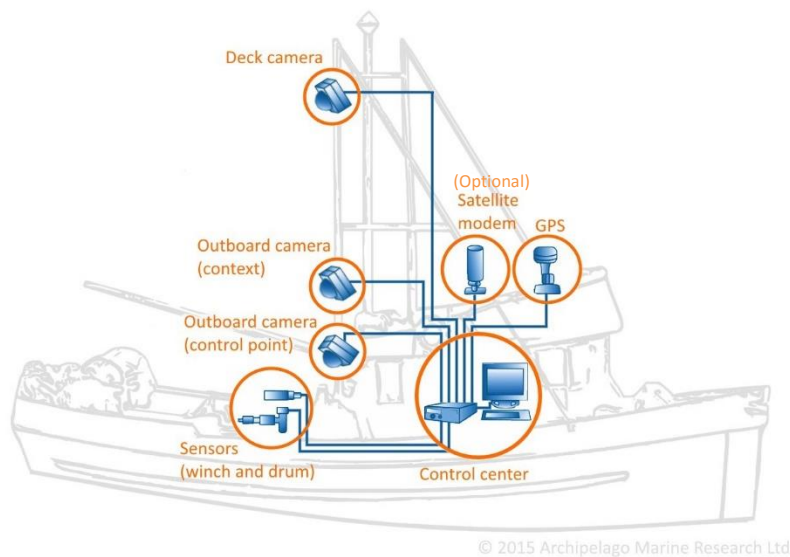 Deck camera
(Optional)
Satellite
modem
GPS
Outboard camera
(context)
Outboard camera
(control point)
Sensors
(winch and drum)
Control center
© 2015 Archipelago Marine Research Ltd